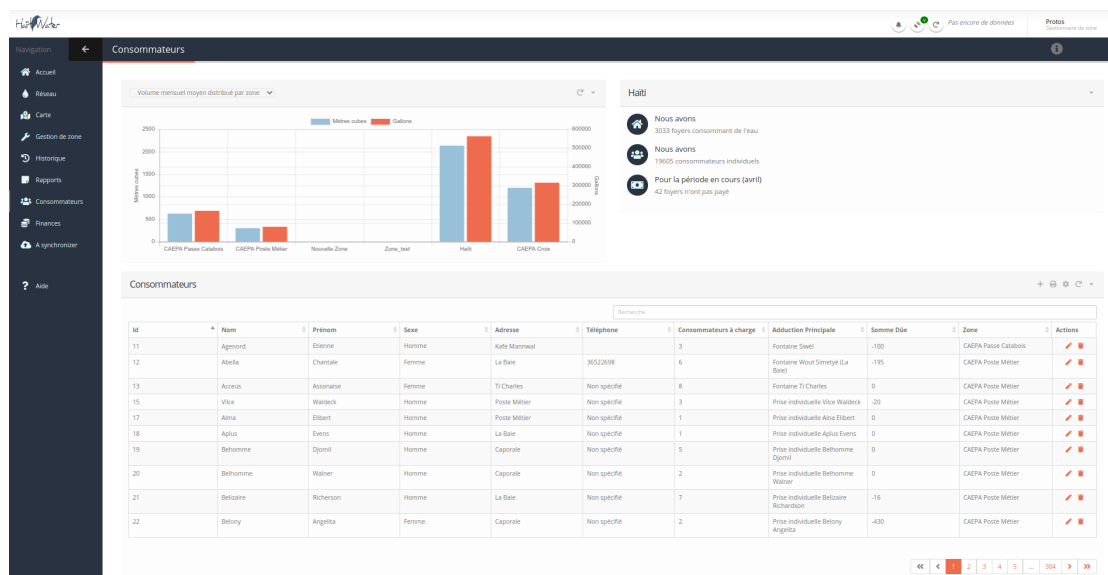 Haïti Water
Pas encore de données
Protos
Gestionnaire de zone
Navigation
Consommateurs
Accueil
Réseau
Carte
Gestion de zone
Historique
Rapports
Consommateurs
Finances
A synchronizer
Aide
Volume mensuel moyen distribué par zone
Mètres cubes Gallons
2500
2000
1500
1000
500
0
Mètres cubes
600000
500000
400000
300000
200000
100000
0
Gallons
CAEPA Passe Catabois CAEPA Poste Métier Nouvelle Zone Zone_test Haïti CAEPA Croix
Haïti
Nous avons
3033 foyers consommant de l'eau
Nous avons
19605 consommateurs individuels
Pour la période en cours (avril)
42 foyers n'ont pas payé
Consommateurs
Recherche
Id Nom Prénom Sexe Adresse Téléphone Consommateurs à charge Adduction Principale Somme Dûe Zone Actions
11 Agenord Etienne Homme Kafe Mannwal 3 Fontaine Siwèl -100 CAEPA Passe Catabois
12 Abella Chantale Femme La Baie 36522698 6 Fontaine Wout Simetyè (La -195 CAEPA Poste Métier
Baie)
13 Acceus Assonaise Femme Ti Charles Non spécifié 8 Fontaine Ti Charles 0 CAEPA Poste Métier
15 Vilce Waldeck Homme Poste Métier Non spécifié 3 Prise individuelle Vilce Waldeck -20 CAEPA Poste Métier
17 Alma Elibert Homme Poste Métier Non spécifié 1 Prise individuelle Alna Elibert 0 CAEPA Poste Métier
18 Aplus Evens Homme La Baie Non spécifié 1 Prise individuelle Aplus Evens 0 CAEPA Poste Métier
19 Behomme Djomil Homme Caporale Non spécifié 5 Prise individuelle Belhomme 0 CAEPA Poste Métier
Djomil
20 Belhomme Walner Homme Caporale Non spécifié 2 Prise individuelle Belhomme 0 CAEPA Poste Métier
Walner
21 Belizaire Richerson Homme La Baie Non spécifié 7 Prise individuelle Belizaire -16 CAEPA Poste Métier
Richardson
22 Belony Angelita Femme Caporale Non spécifié 2 Prise individuelle Belony -430 CAEPA Poste Métier
Angelita
1 2 3 4 5 ... 304